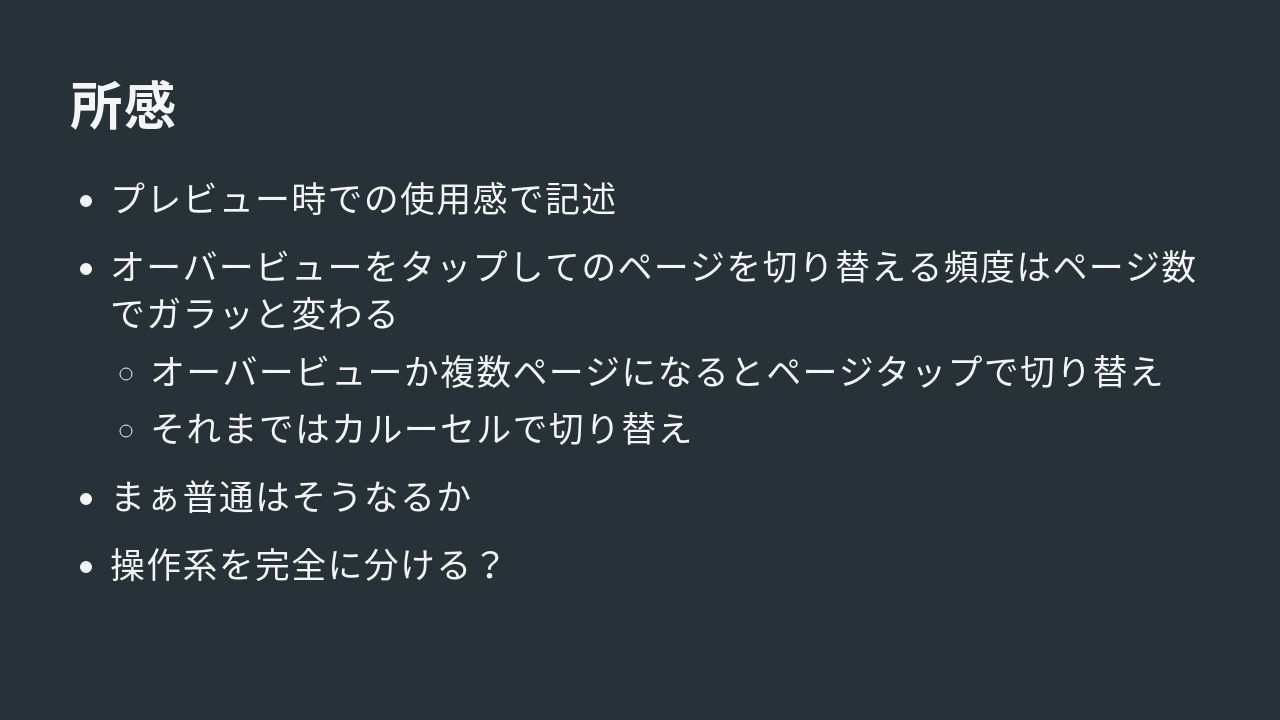 所感
プレビュー時での使用感で記述
オーバービューをタップしてのページを切り替える頻度はページ数
でガラッと変わる
オーバービューか複数ページになるとページタップで切り替え
それまではカルーセルで切り替え
まぁ普通はそうなるか
操作系を完全に分ける？